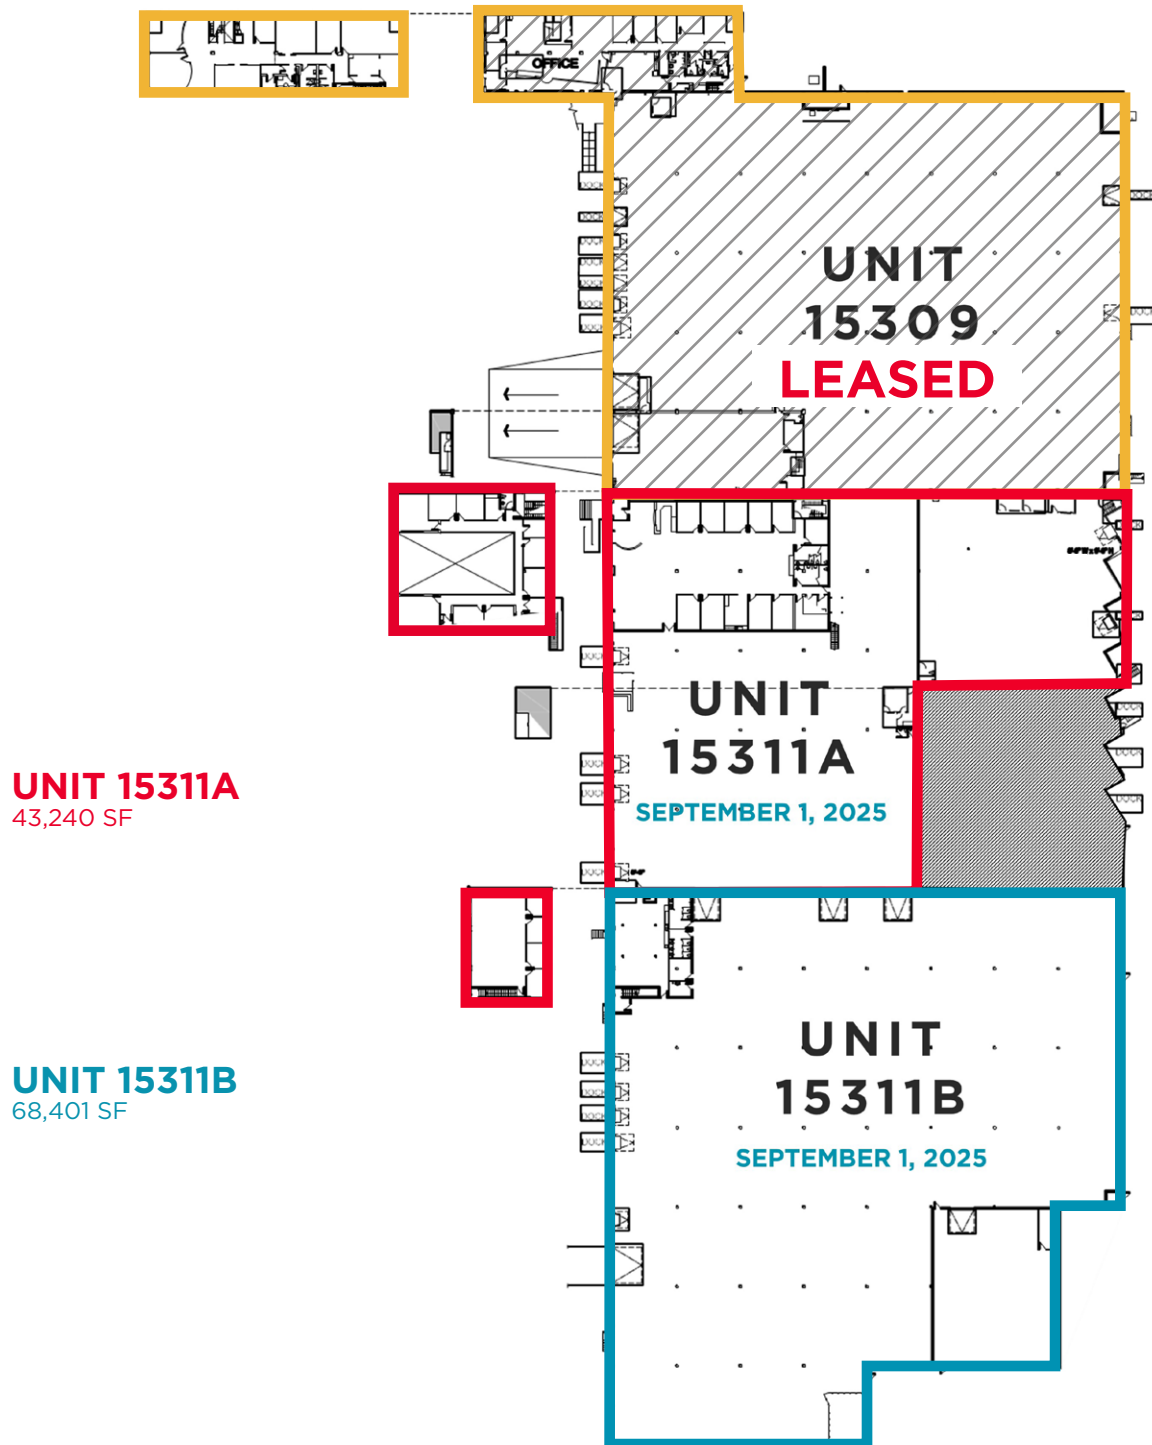 OFFICE
UNIT
15309
LEASED
UNIT
15311A
SEPTEMBER 1, 2025
UNIT 15311A
43,240 SF
UNIT
15311B
SEPTEMBER 1, 2025
UNIT 15311B
68,401 SF